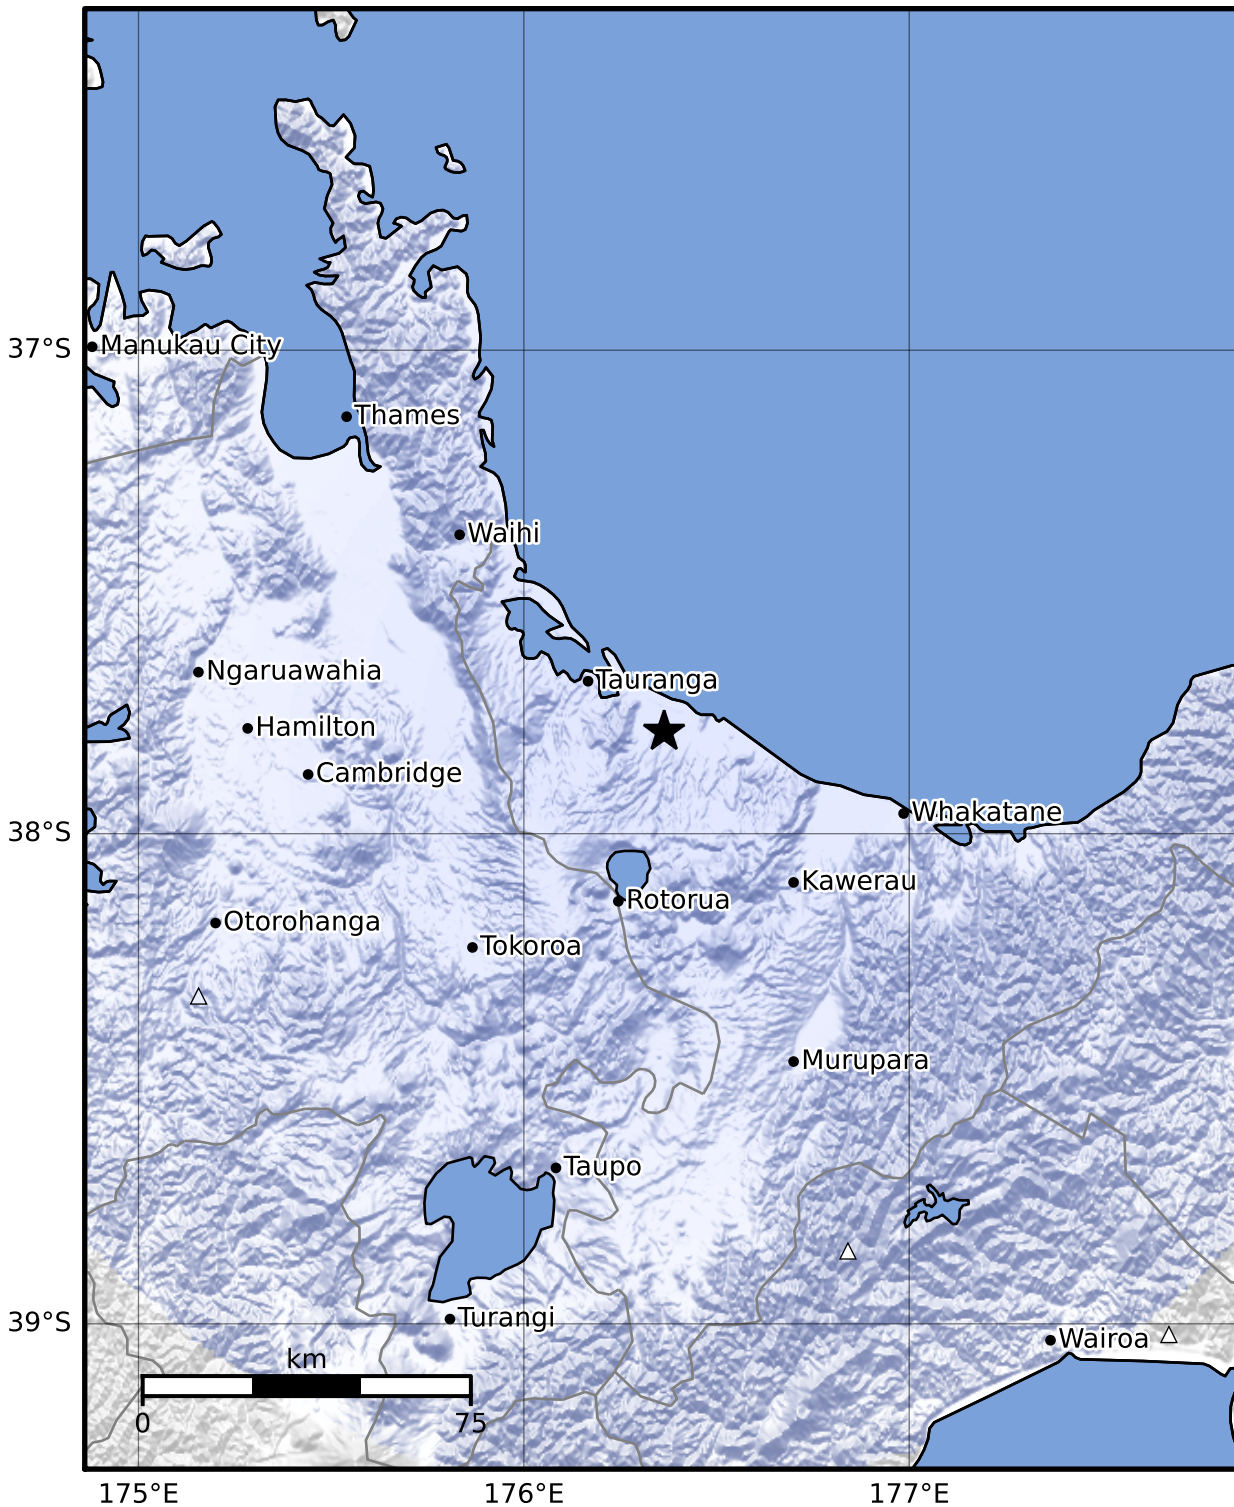 37°S
Manukau City
Thames
Waihi
Ngaruawahia
Tauranga
Hamilton
Cambridge
38°S
Whakatane
Kawerau
Rotorua
Otorohanga
Tokoroa
Murupara
Taupo
39°S
Turangi
Wairoa
km
0 75
175°E 176°E 177°E